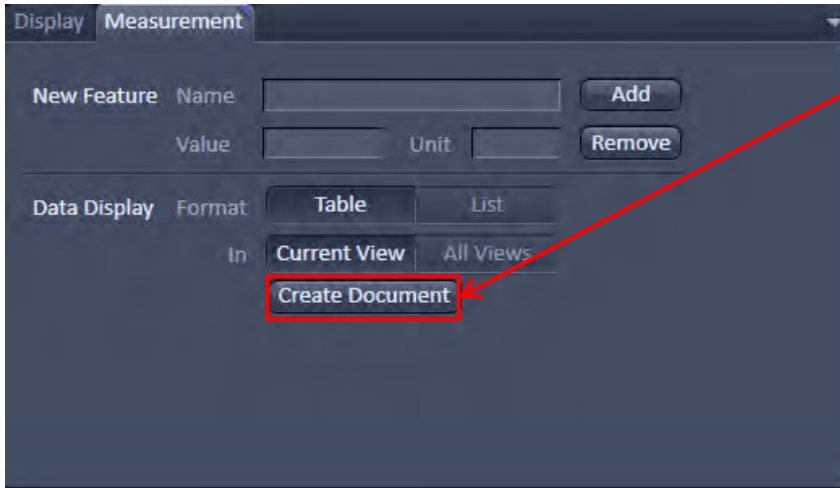 Display Measurement
New Feature Name Add
Value Unit Remove
Data Display Format Table List
In Current View All Views
Create Document